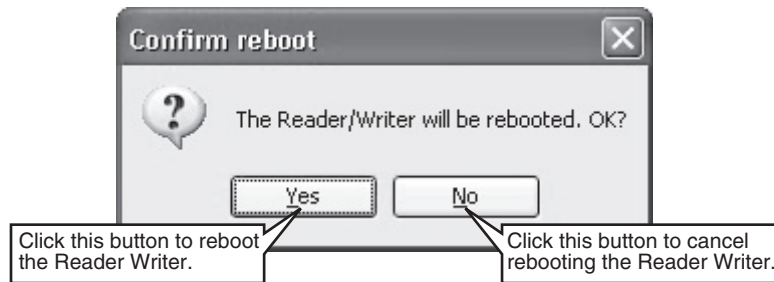 Confirm reboot
The Reader/Writer will be rebooted. OK?
Yes
No
Click this button to reboot
the Reader Writer.
Click this button to cancel
rebooting the Reader Writer.